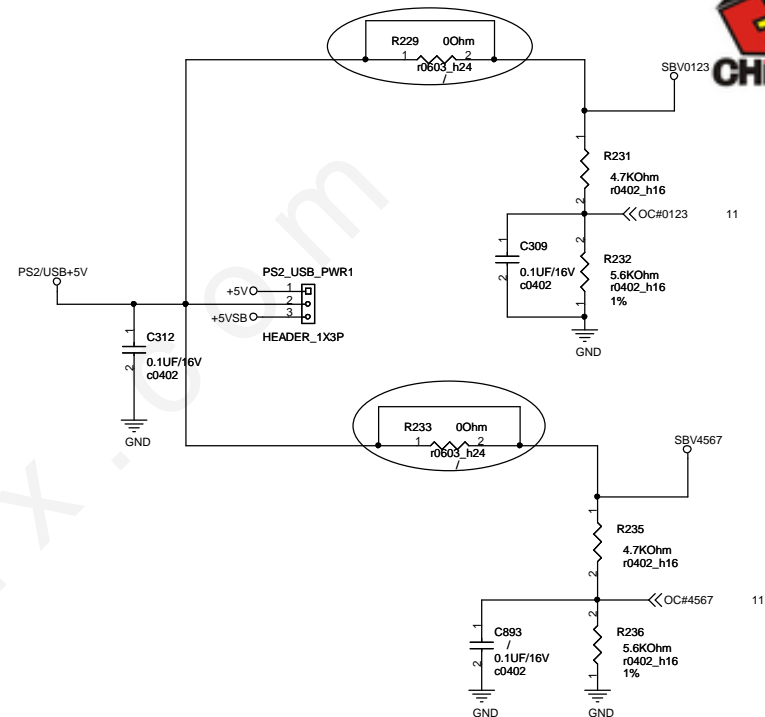 R229 0Ohm
1 2
r0603_h24
/
SBV0123
CH
1
R231
4.7KOhm
r0402_h16
2
OC#0123 11
1
C309
0.1UF/16V
c0402
2
2
R232
5.6KOhm
r0402_h16
1%
1
GND
PS2/USB+5V
PS2_USB_PWR1
+5V 1
2
+5VSB 3
HEADER_1X3P
1
C312
0.1UF/16V
c0402
2
GND
R233 0Ohm
1 2
r0603_h24
/
SBV4567
1
R235
4.7KOhm
r0402_h16
2
OC#4567 11
1
C893
/
0.1UF/16V
c0402
2
2
R236
5.6KOhm
r0402_h16
1%
1
GND
GND
x.com